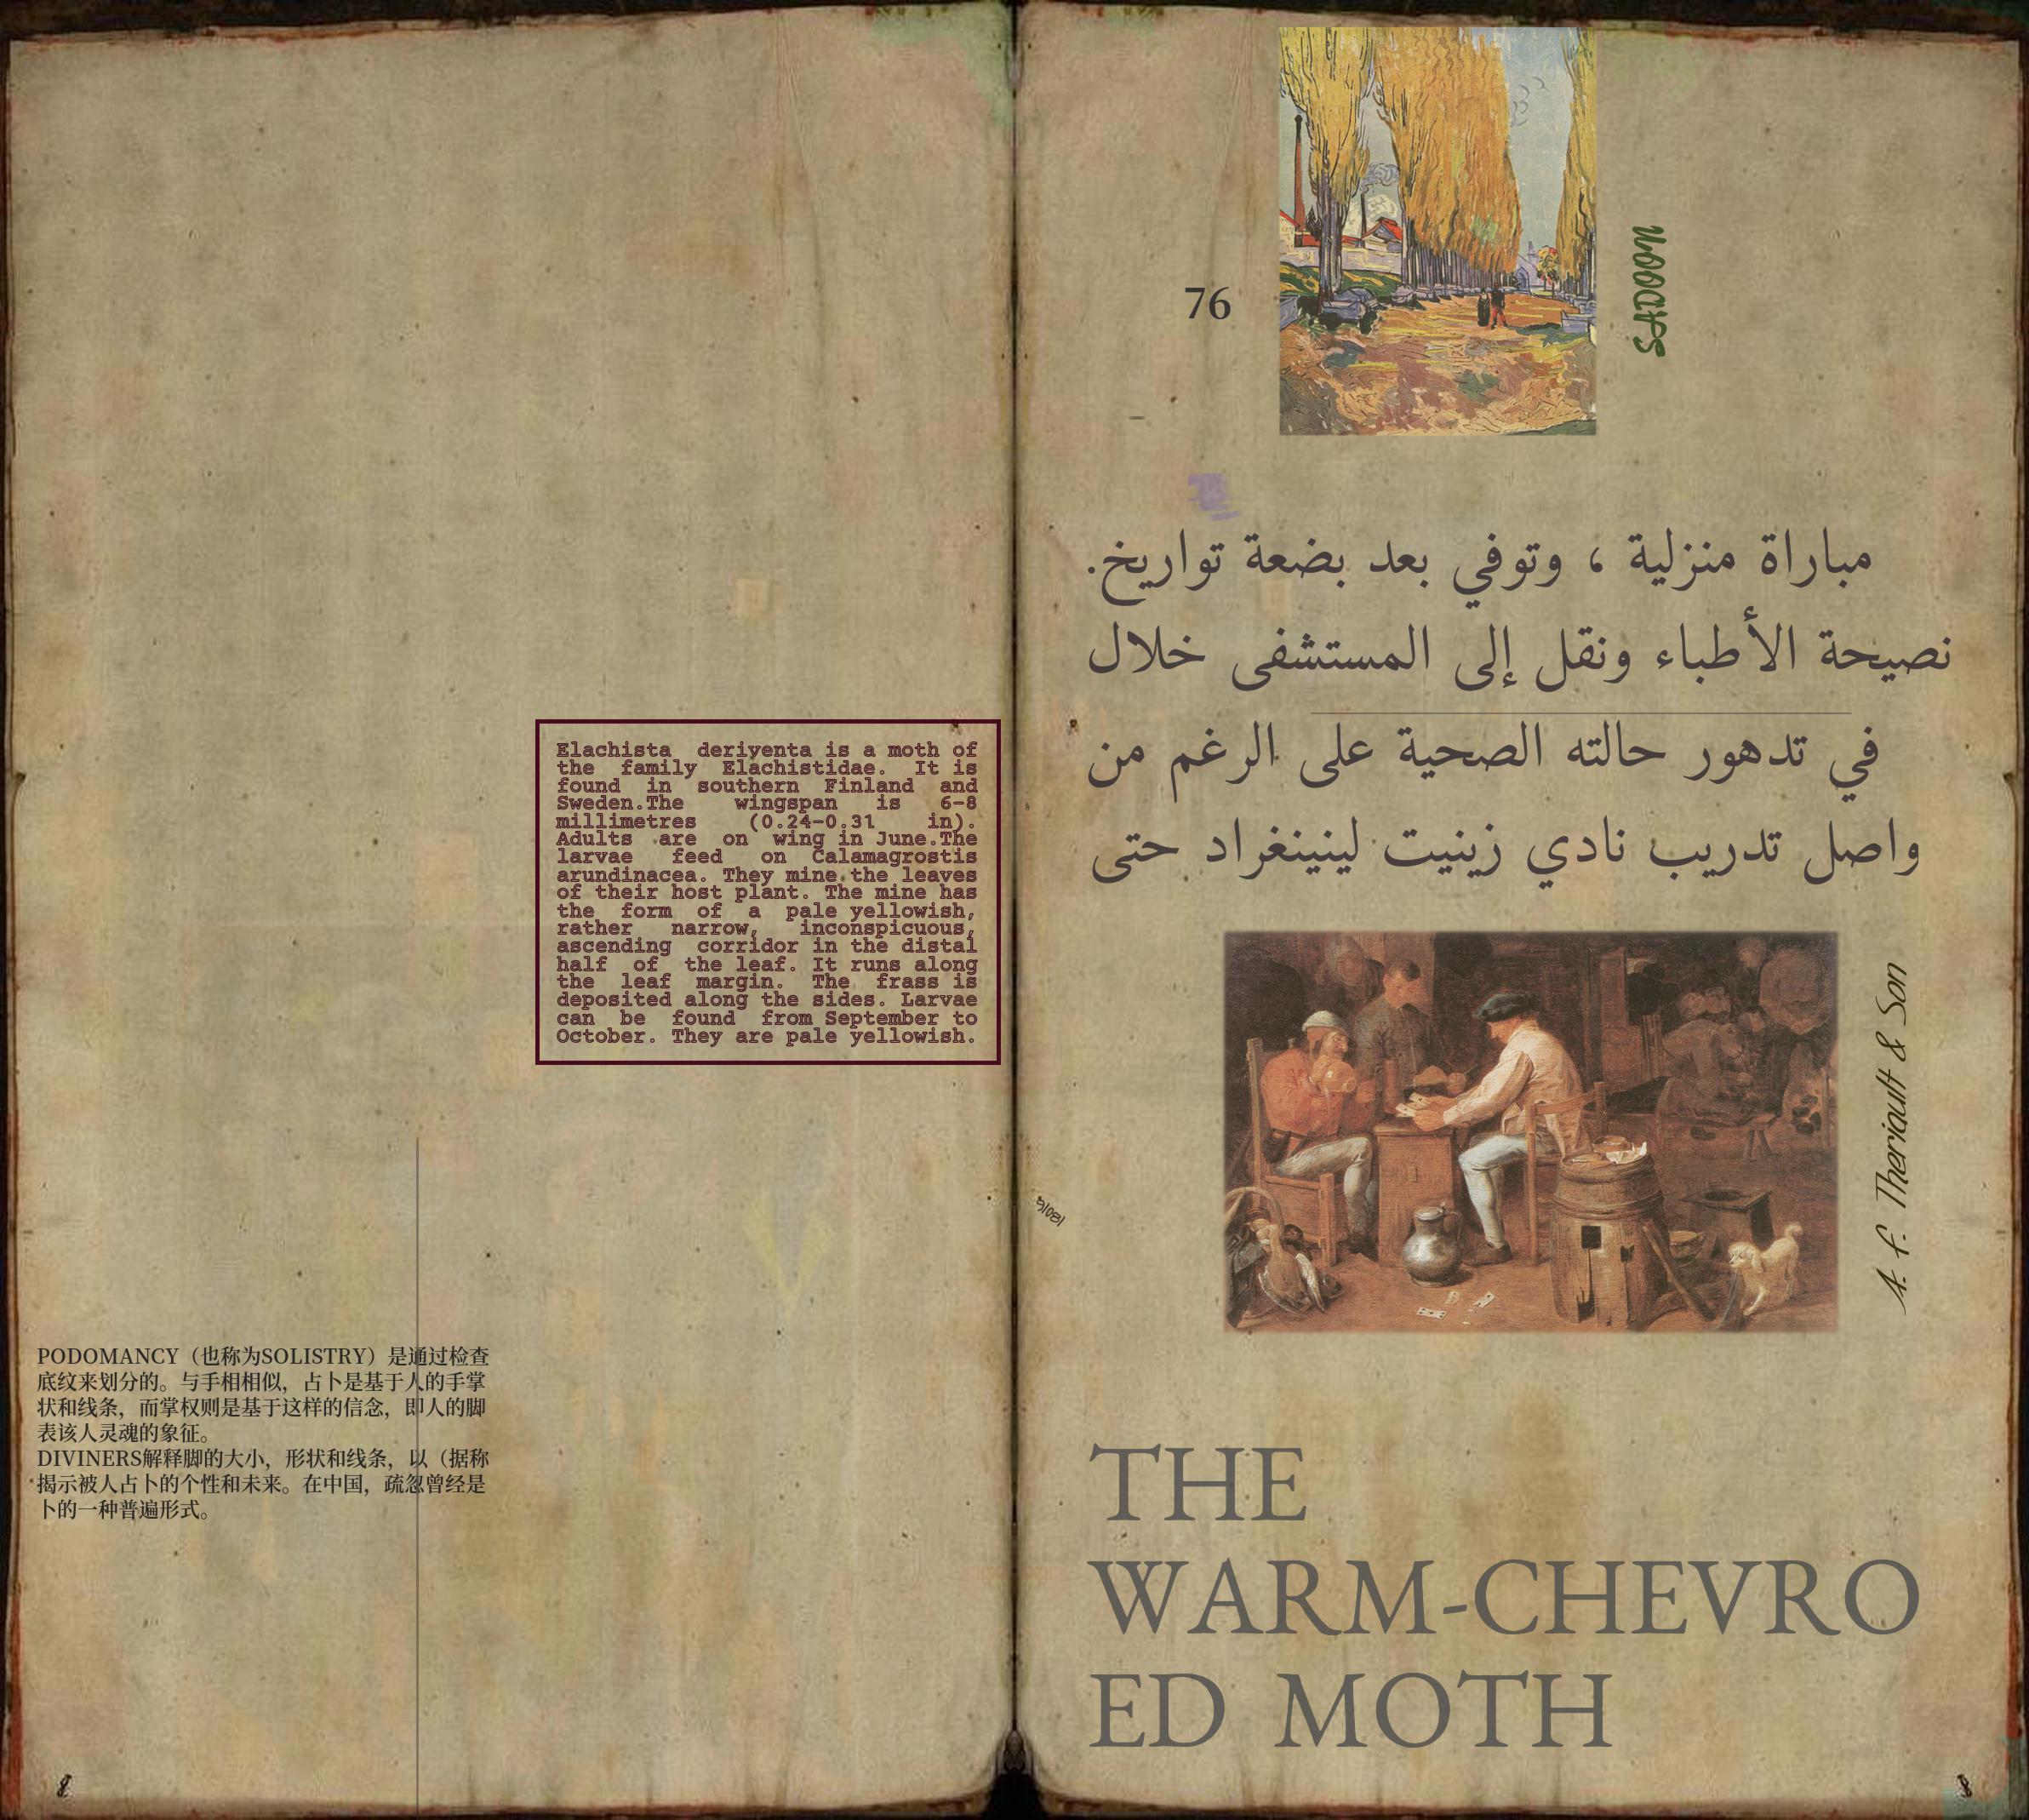 Elachista deriventa is a moth of
the family Elachistidae. It is
found in southern Finland and
Sweden.The wingspan is 6-8
millimetres (0.24-0.31 in).
Adults are on wing in June.The
larvae feed on Calamagrostis
arundinacea. They mine the leaves
of their host plant. The mine has
the form of a pale yellowish,
rather narrow, inconspicuous,
ascending corridor in the distal
half of the leaf. It runs along
the leaf margin. The frass is
deposited along the sides. Larvae
can be found from September to
October. They are pale yellowish.
PODOMANCY（也称为SOLISTRY）是通过检查
底纹来划分的。与手相相似，占卜是基于人的手掌
状和线条，而掌权则是基于这样的信念，即人的脚
表该人灵魂的象征。
DIVINERS解释脚的大小，形状和线条，以（据称
揭示被人占卜的个性和未来。在中国，疏忽曾经是
卜的一种普遍形式。
8
76
مباراة منزلية ، وتوفي بعد بضعة تواريخ.
نصيحة الأطباء ونقل إلى المستشفى خلال
في تدهور حالته الصحية على الرغم من
واصل تدريب نادي زينيت لينينغراد حتى
A. F. Theriault & Son
THE
WARM-CHEVRO
ED MOTH
8